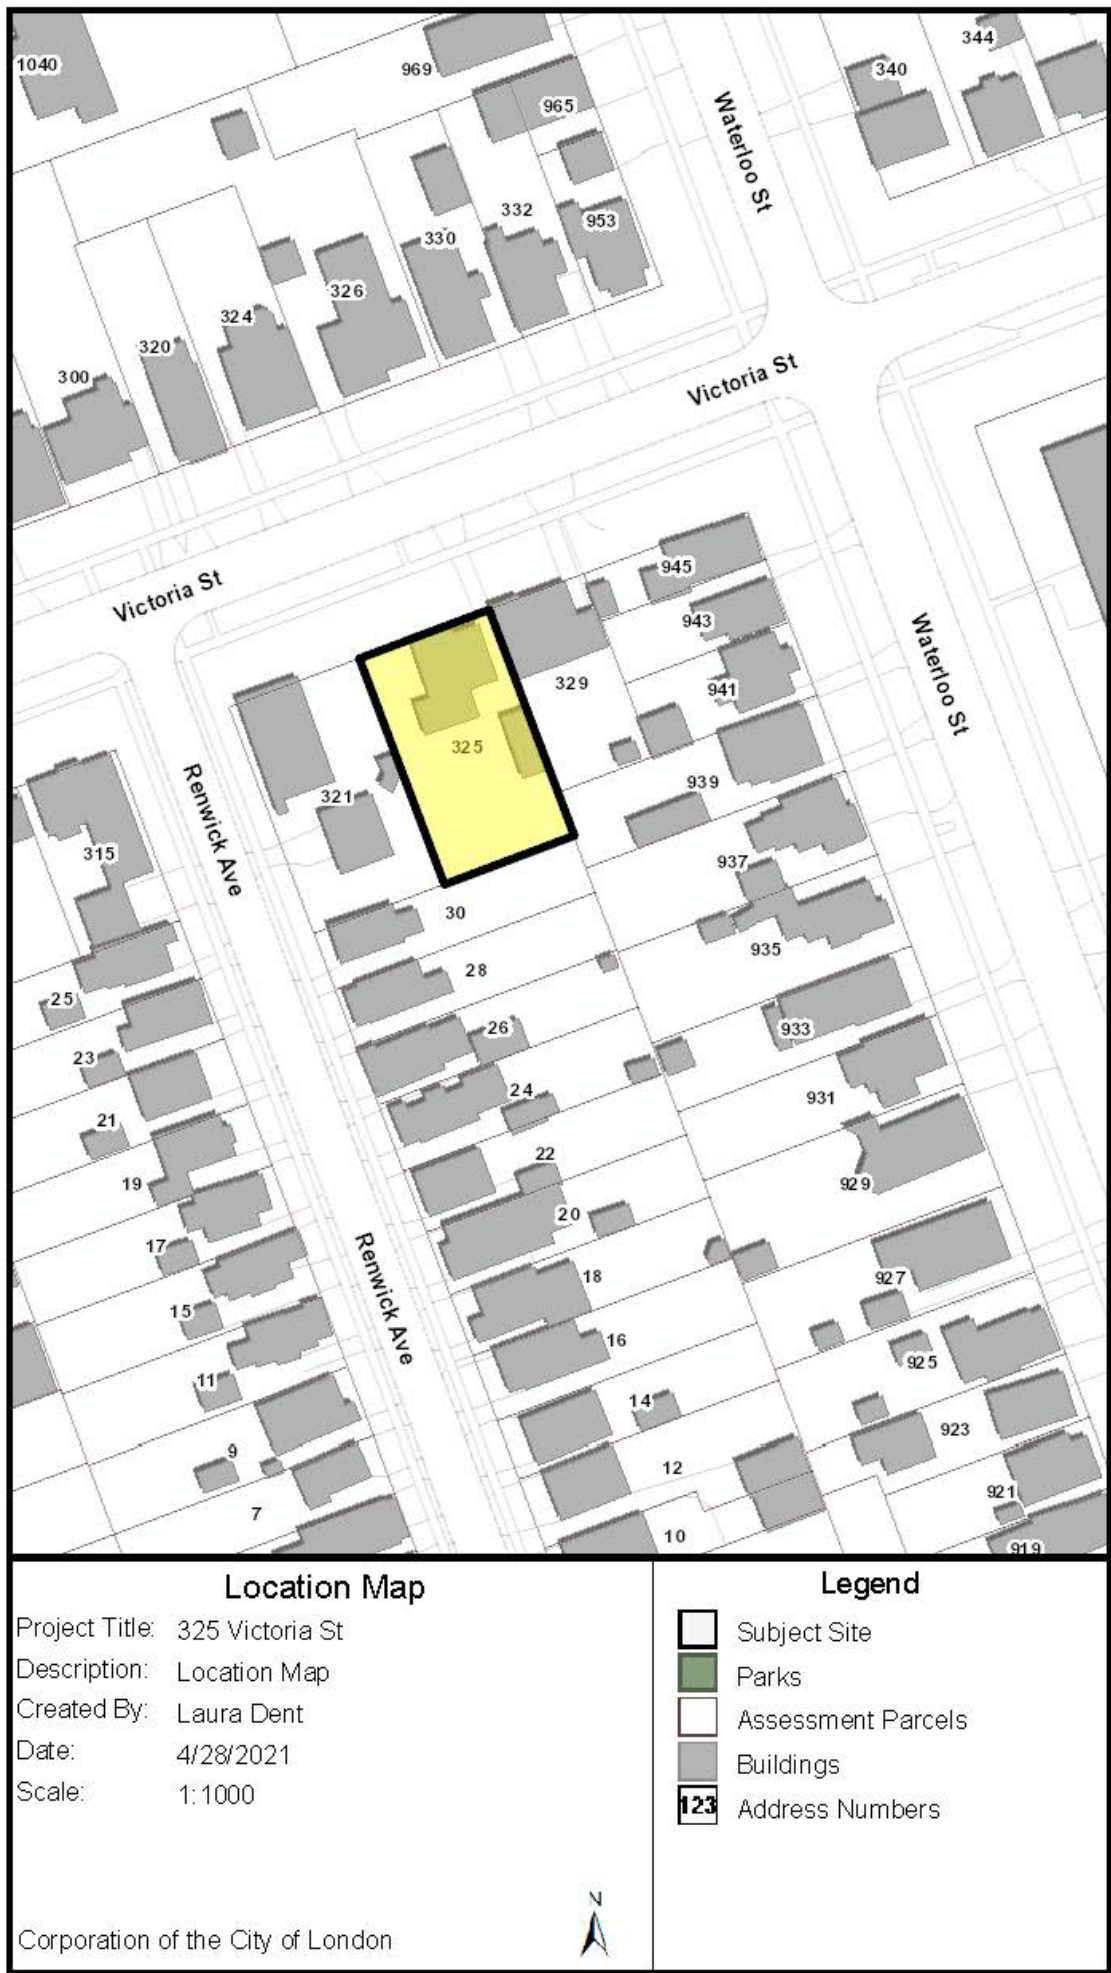 1040
969
965
344
340
Waterloo St
332
330
953
326
324
320
300
Victoria St
Victoria St
945
943
941
329
325
Waterloo St
939
321
Renwick Ave
315
937
935
30
28
25
26
933
23
24
931
21
22
929
19
20
17
18
927
15
16
925
Renwick Ave
11
14
923
9
12
921
7
10
919
Location Map
Project Title: 325 Victoria St
Description: Location Map
Created By: Laura Dent
Date: 4/28/2021
Scale: 1:1000
N
Corporation of the City of London
Legend
Subject Site
Parks
Assessment Parcels
Buildings
123 Address Numbers